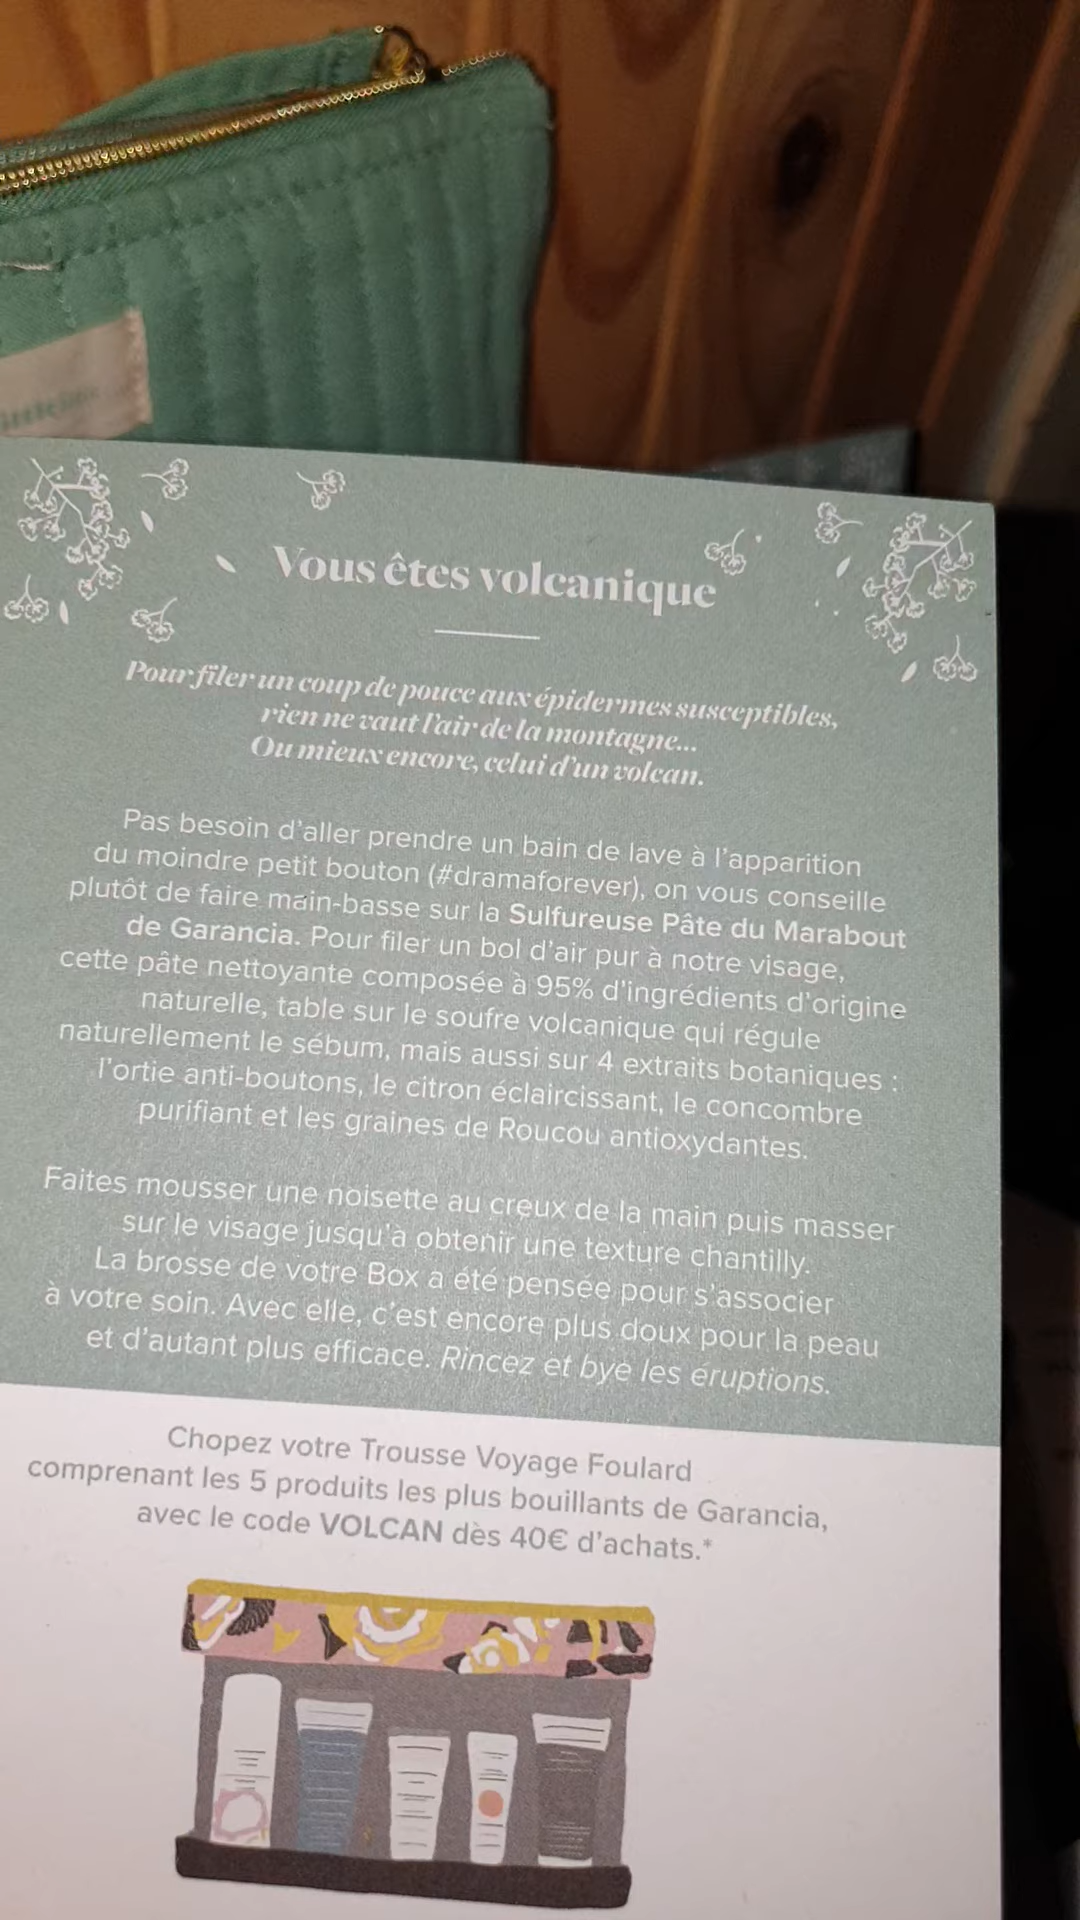 Vous êtes volcanique
Pour filer un coup de pouce aux épidermes susceptibles,
rien ne vaut l'air de la montagne...
Ou mieux encore, celui d'un volcan.
Pas besoin d'aller prendre un bain de lave à l'apparition
du moindre petit bouton (#dramaforever), on vous conseille
plutôt de faire main-basse sur la Sulfureuse Pâte du Marabout
de Garancia. Pour filer un bol d'air pur à notre visage,
cette pâte nettoyante composée à 95% d'ingrédients d'origine
naturelle, table sur le soufre volcanique qui régule
naturellement le sébum, mais aussi sur 4 extraits botaniques :
l'ortie anti-boutons, le citron éclaircissant, le concombre
purifiant et les graines de Roucou antioxydantes.
Faites mousser une noisette au creux de la main puis masser
sur le visage jusqu'à obtenir une texture chantilly.
La brosse de votre Box a été pensée pour s'associer
à votre soin. Avec elle, c'est encore plus doux pour la peau
et d'autant plus efficace. Rincez et bye les éruptions.
Chopez votre Trousse Voyage Foulard
comprenant les 5 produits les plus bouillants de Garancia,
avec le code VOLCAN dès 40€ d'achats.*